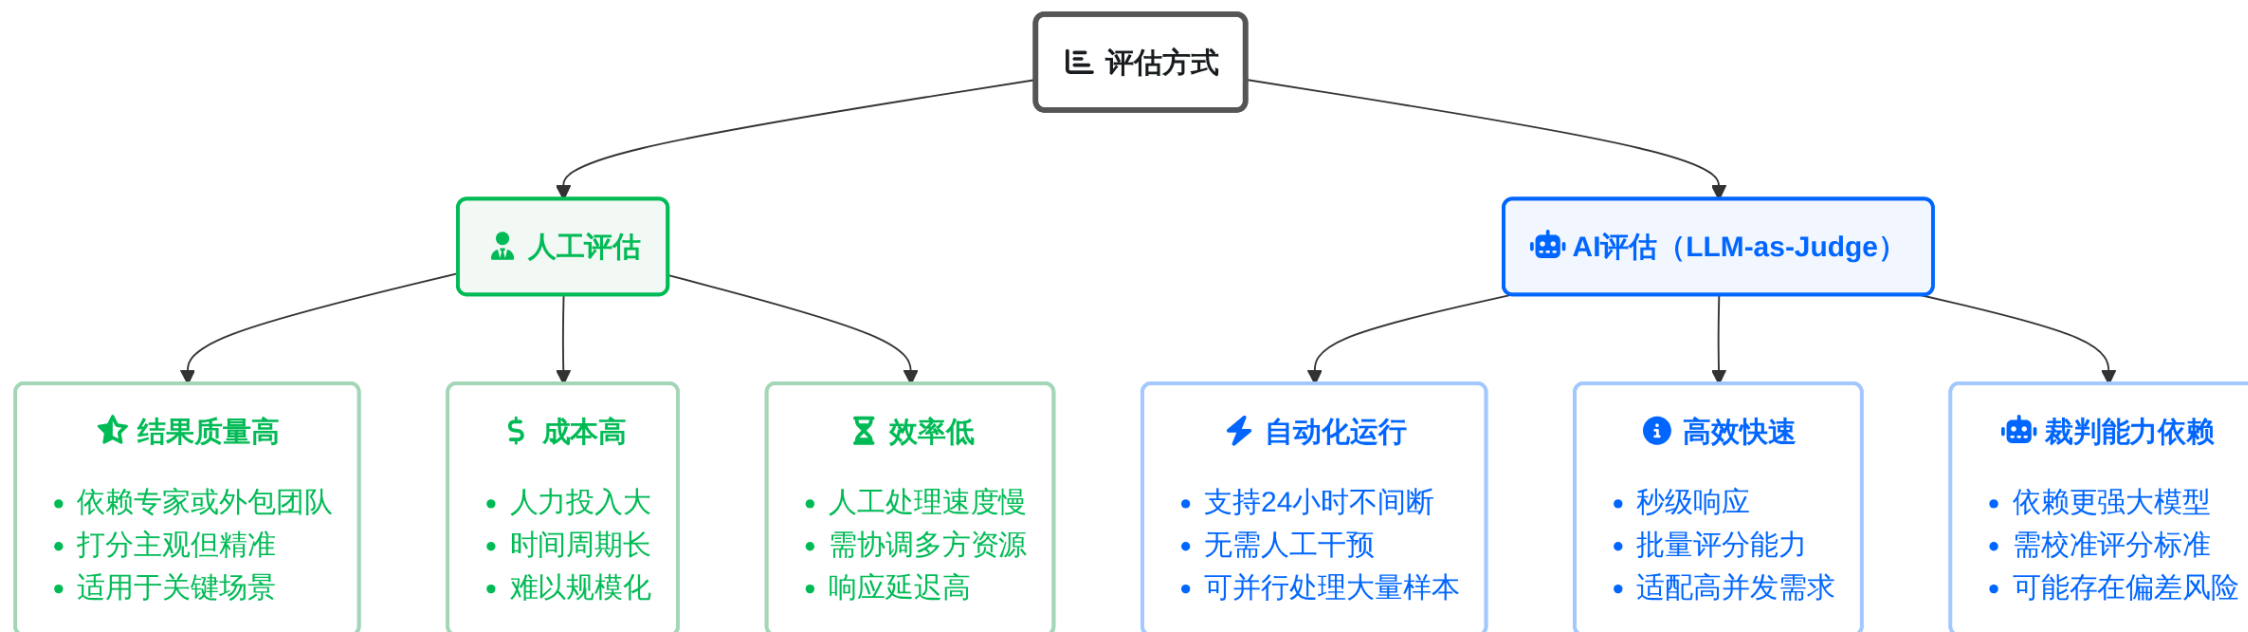 评估方式
人工评估
AI评估（LLM-as-Judge）
结果质量高
依赖专家或外包团队
打分主观但精准
适用于关键场景
成本高
人力投入大
时间周期长
难以规模化
效率低
人工处理速度慢
需协调多方资源
响应延迟高
自动化运行
支持24小时不间断
无需人工干预
可并行处理大量样本
高效快速
秒级响应
批量评分能力
适配高并发需求
裁判能力依赖
依赖更强大模型
需校准评分标准
可能存在偏差风险